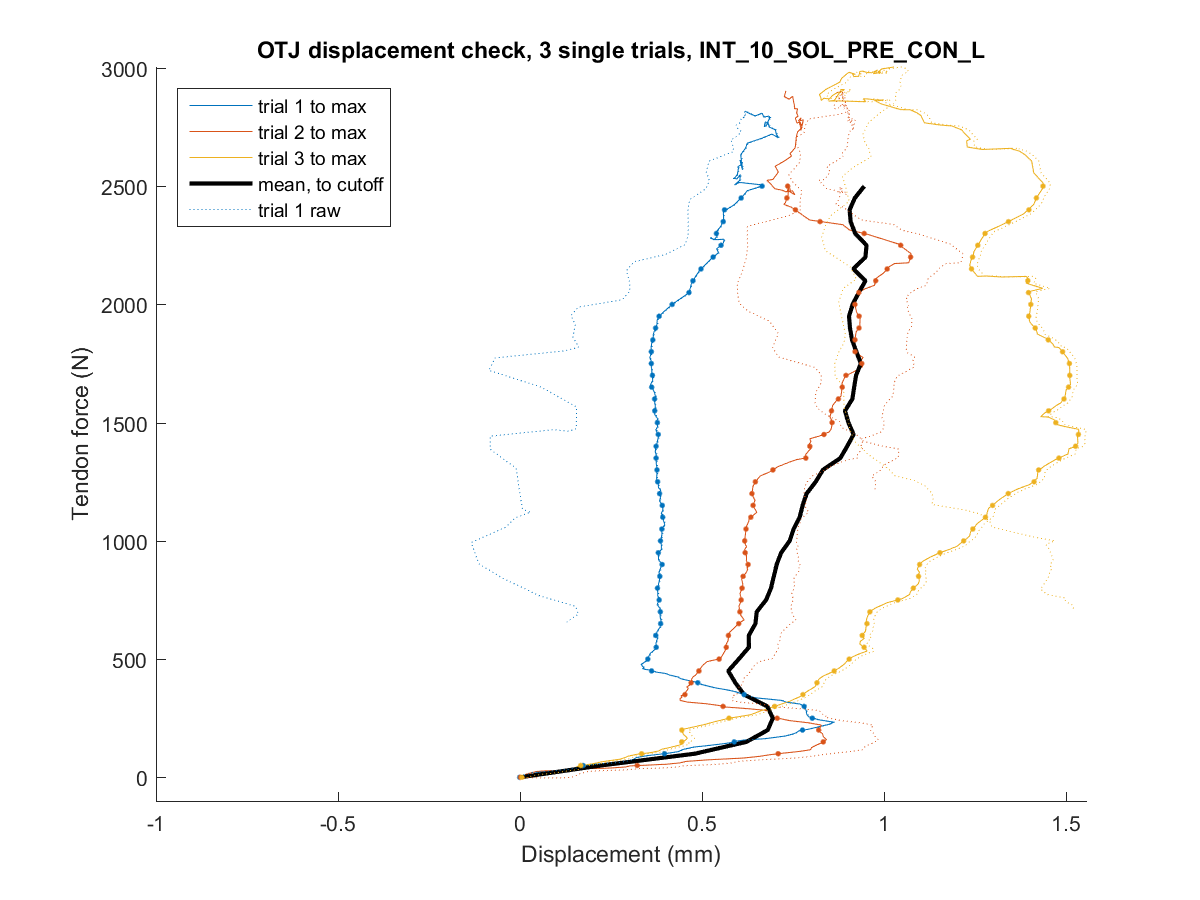 OTJ displacement check, 3 single trials, INT_10_SOL_PRE_CON_L
3000
2500
2000
1500
1000
500
0
Tendon force (N)
trial 1 to max
trial 2 to max
trial 3 to max
mean, to cutoff
trial 1 raw
-1
-0.5
0
0.5
1
1.5
Displacement (mm)